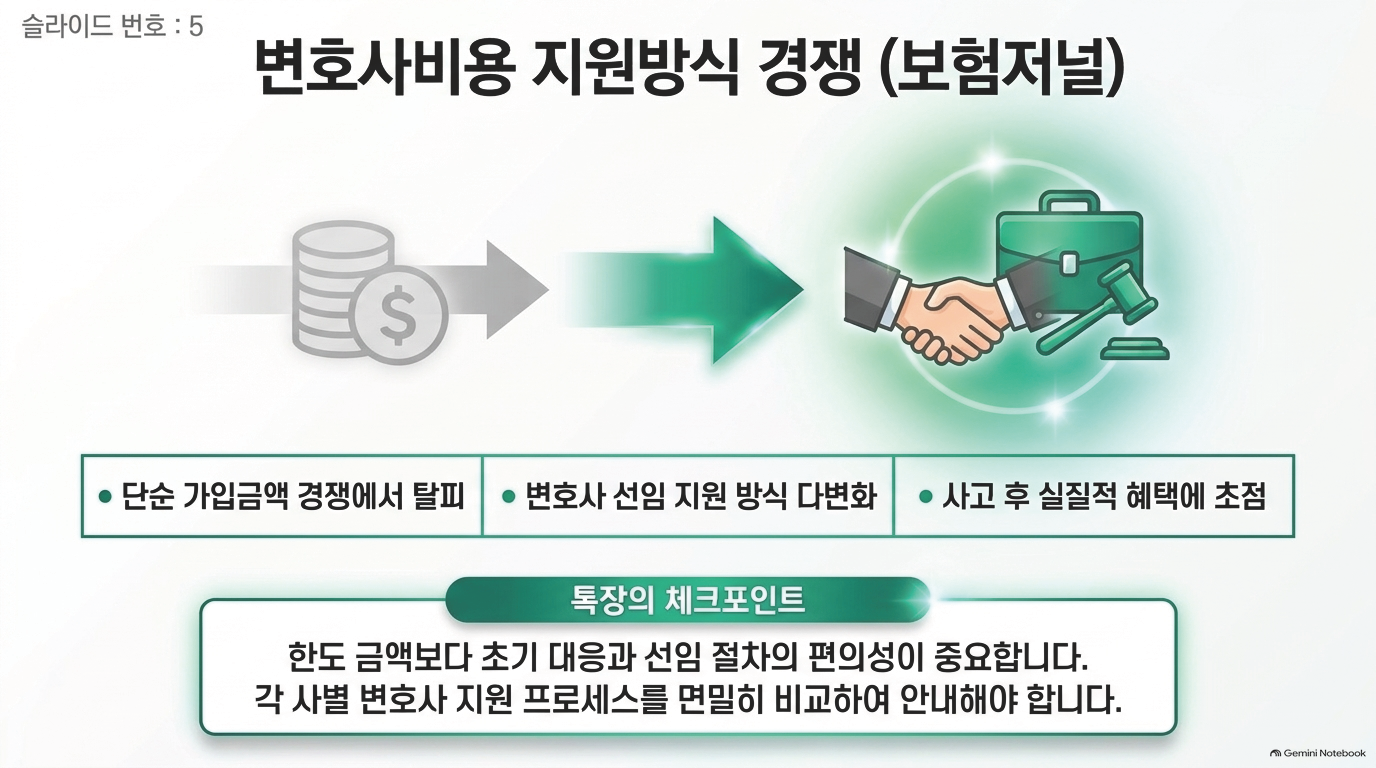 슬라이드 번호 : 5
변호사비용 지원방식 경쟁 (보험저널)
$
• 단순 가입금액 경쟁에서 탈피
• 변호사 선임 지원 방식 다변화
• 사고 후 실질적 혜택에 초점
톡장의 체크포인트
한도 금액보다 초기 대응과 선임 절차의 편의성이 중요합니다.
각 사별 변호사 지원 프로세스를 면밀히 비교하여 안내해야 합니다.
Gemini Notebook